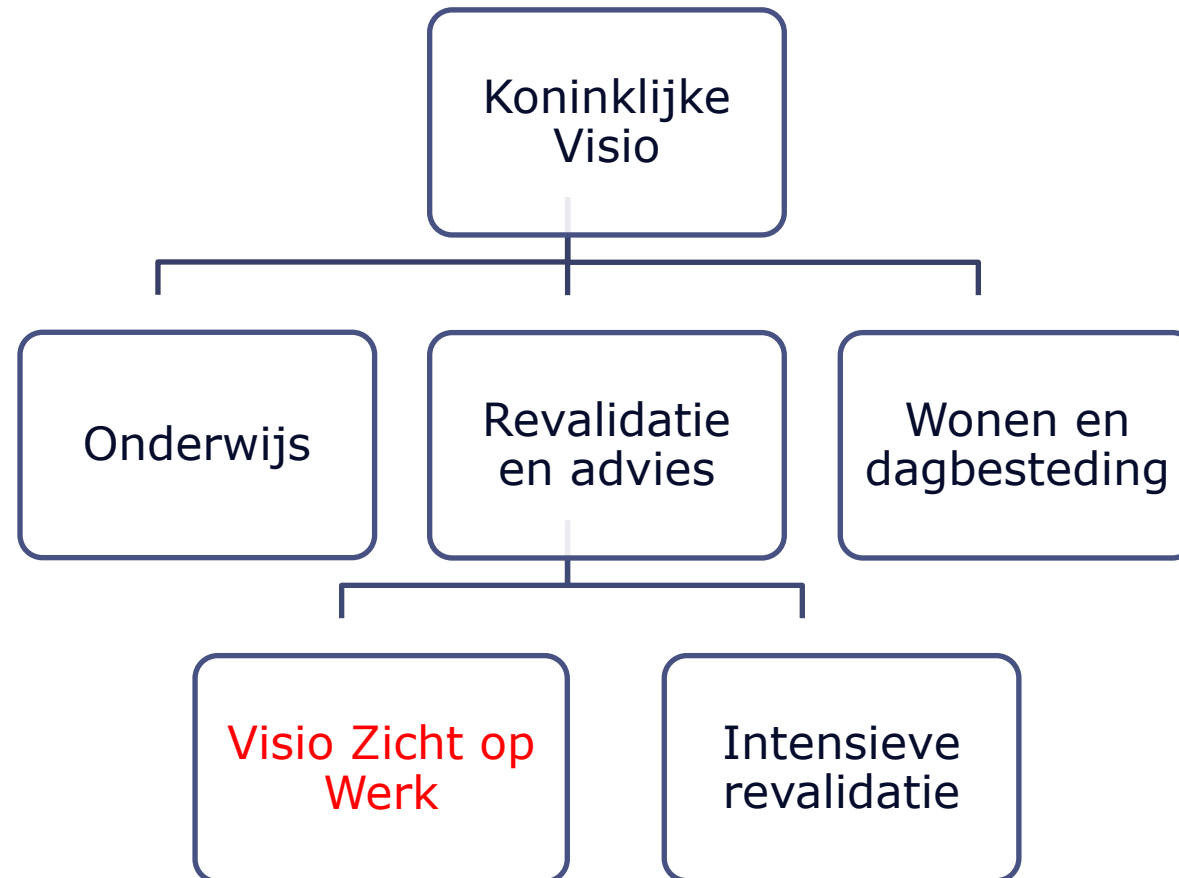 Koninklijke
Visio
Onderwijs
Revalidatie
en advies
Wonen en
dagbesteding
Visio Zicht op
Werk
Intensieve
revalidatie